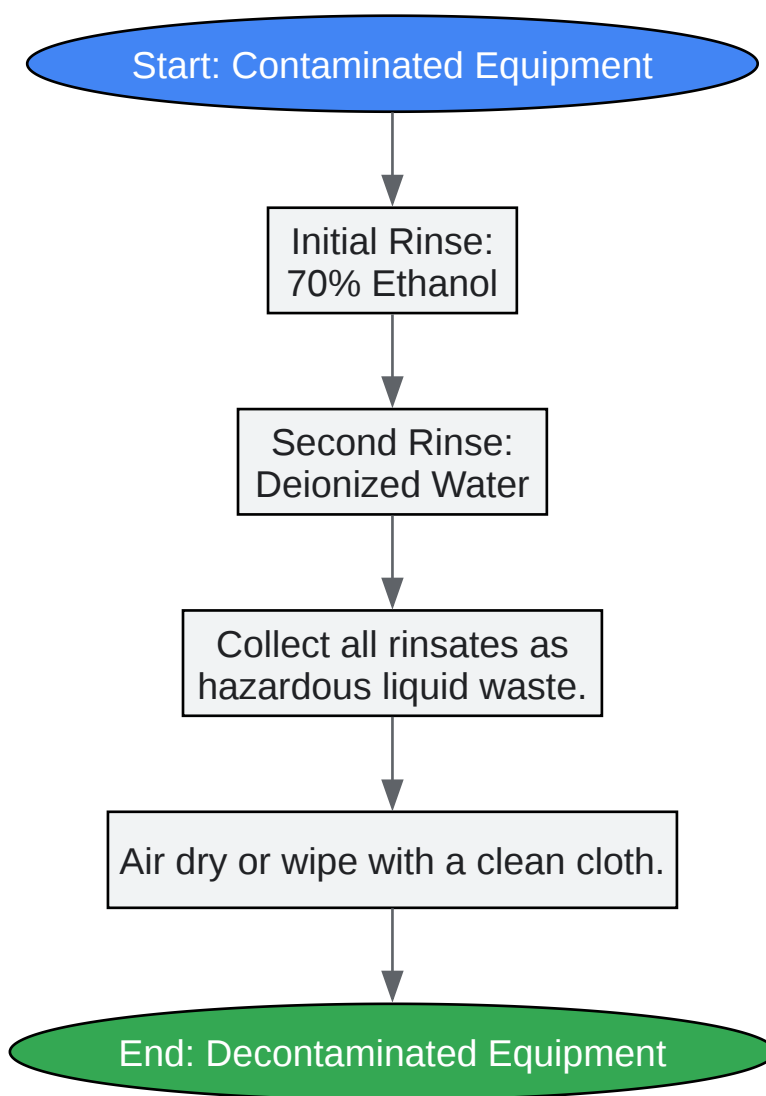 Start: Contaminated Equipment
Initial Rinse:
70% Ethanol
Second Rinse:
Deionized Water
Collect all rinsates as
hazardous liquid waste.
Air dry or wipe with a clean cloth.
End: Decontaminated Equipment